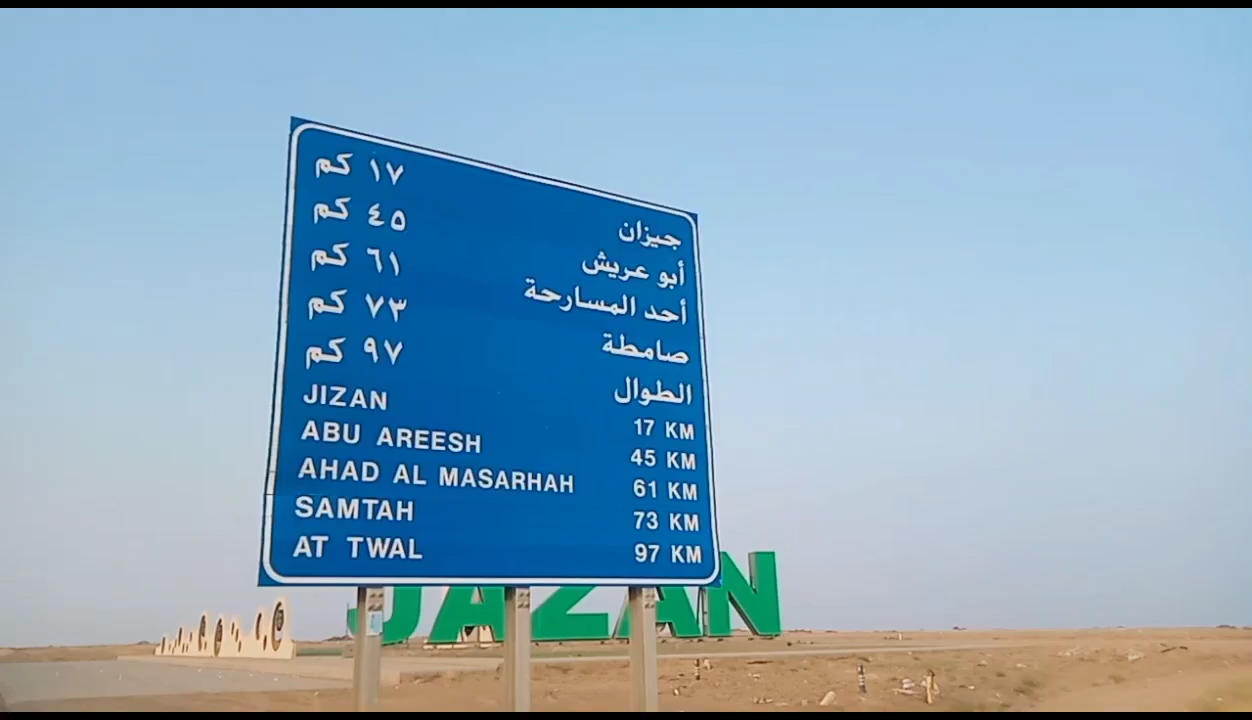 جيزان ١٧ كم
أبو عريش ٤٥ كم
أحد المسارحة ٦١ كم
صامطة ٧٣ كم
الطوال ٩٧ كم
JIZAN 17 KM
ABU AREESH 45 KM
AHAD AL MASARHAH 61 KM
SAMTAH 73 KM
AT TWAL 97 KM
JAZAN